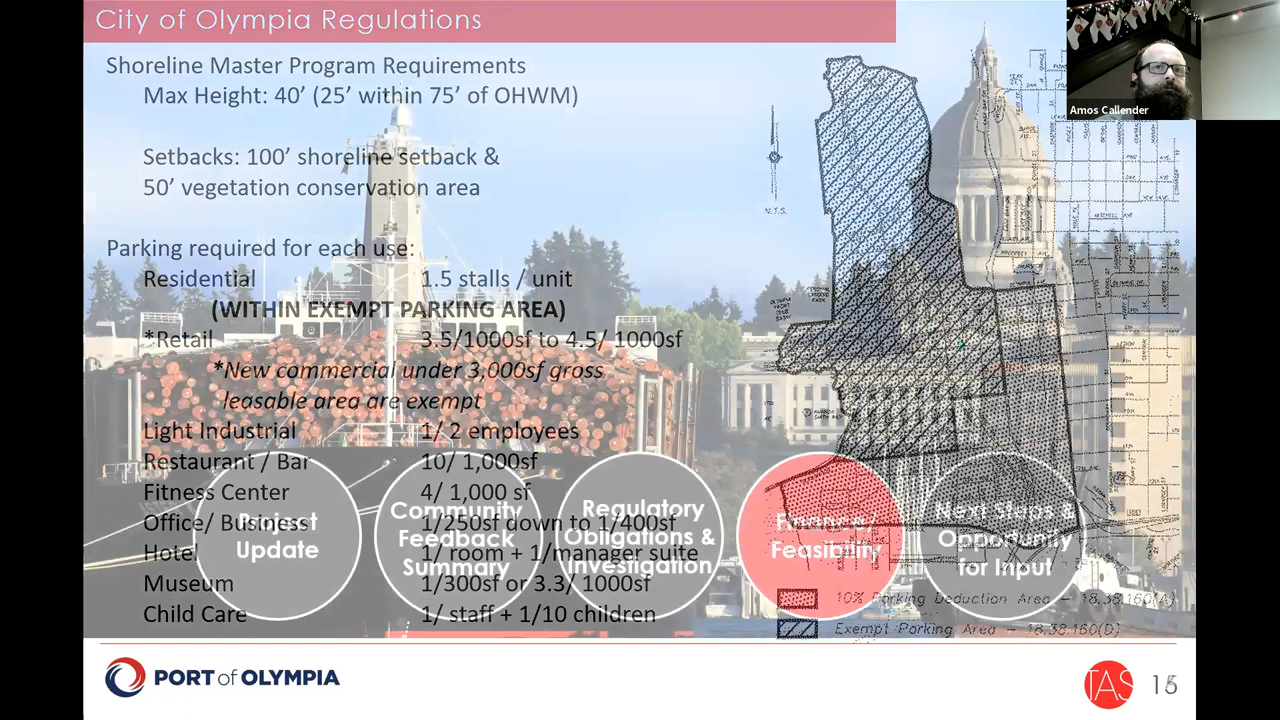 City of Olympia Regulations
Amos Callender
Shoreline Master Program Requirements
Max Height: 40’ (25’ within 75’ of OHWM)
Setbacks: 100’ shoreline setback &
50’ vegetation conservation area
Parking required for each use:
Residential 1.5 stalls / unit
(WITHIN EXEMPT PARKING AREA)
*Retail 3.5/1000sf to 4.5/ 1000sf
*New commercial under 3,000sf gross
leasable area are exempt
Light Industrial 1/ 2 employees
Restaurant / Bar 10/ 1,000sf
Fitness Center 4/ 1,000 sf
Office/ Business 1/250sf down to 1/400sf
Hotel 1/ room + 1/manager suite
Museum 1/300sf or 3.3/ 1000sf
Child Care 1/ staff + 1/10 children
Project
Update
Community
Feedback
Summary
Regulatory
Obligations &
Investigation
Finance/
Feasibility
Next Steps &
Opportunity
for Input
N.T.S.
10% Parking Deduction Area – 18.38.160(A)
Exempt Parking Area – 18.38.160(D)
PORT of OLYMPIA
TAS